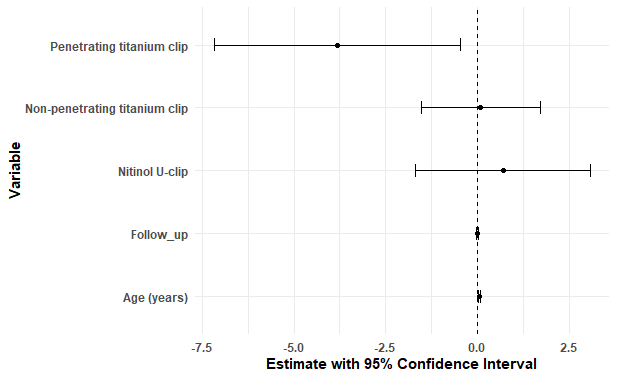 Variable
Penetrating titanium clip
Non-penetrating titanium clip
Nitinol U-clip
Follow_up
Age (years)
-7.5 -5.0 -2.5 0.0 2.5
Estimate with 95% Confidence Interval